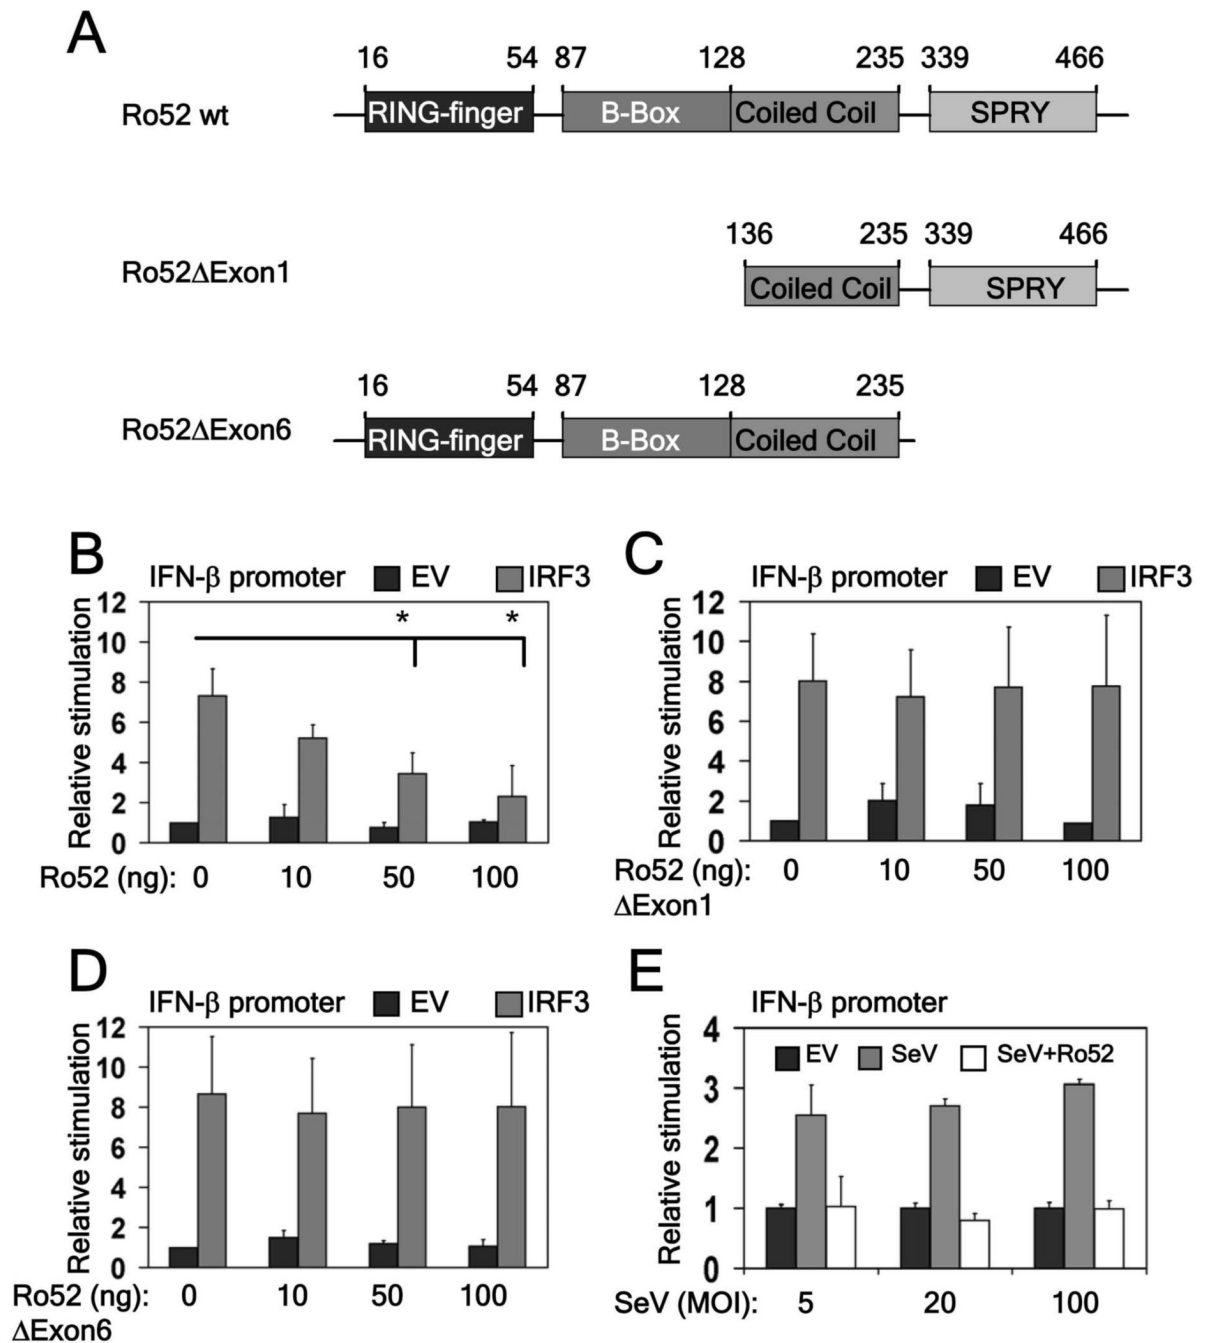 A
16 54 87 128 235 339 466
Ro52 wt RING-finger B-Box Coiled Coil SPRY
136 235 339 466
Ro52ΔExon1 Coiled Coil SPRY
16 54 87 128 235
Ro52ΔExon6 RING-finger B-Box Coiled Coil
B
IFN-β promoter EV IRF3
Relative stimulation
12
10
8
6
4
2
0
* *
Ro52 (ng): 0 10 50 100
C
IFN-β promoter EV IRF3
Relative stimulation
12
10
8
6
4
2
0
Ro52 (ng): 0 10 50 100
ΔExon1
D
IFN-β promoter EV IRF3
Relative stimulation
12
10
8
6
4
2
0
Ro52 (ng): 0 10 50 100
ΔExon6
E
IFN-β promoter
EV SeV SeV+Ro52
Relative stimulation
4
3
2
1
0
SeV (MOI): 5 20 100